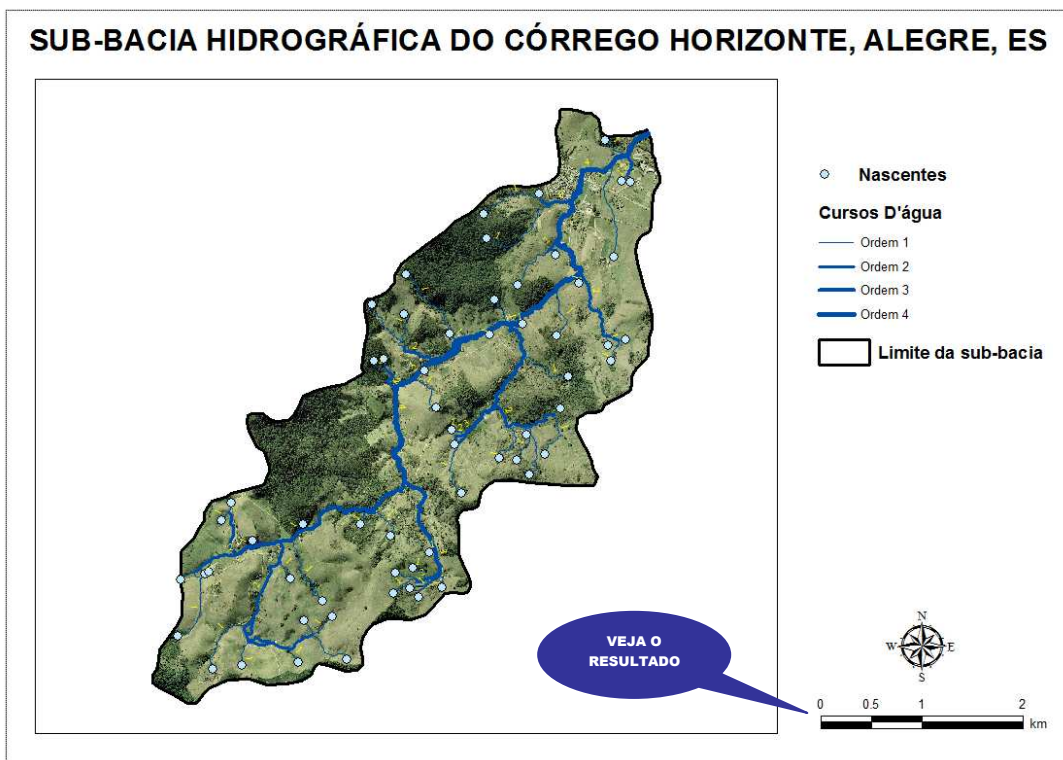 SUB-BACIA HIDROGRÁFICA DO CÓRREGO HORIZONTE, ALEGRE, ES
Nascentes
Cursos D'água
Ordem 1
Ordem 2
Ordem 3
Ordem 4
Limite da sub-bacia
VEJA O
RESULTADO
N
W E
S
0 0.5 1 2
km